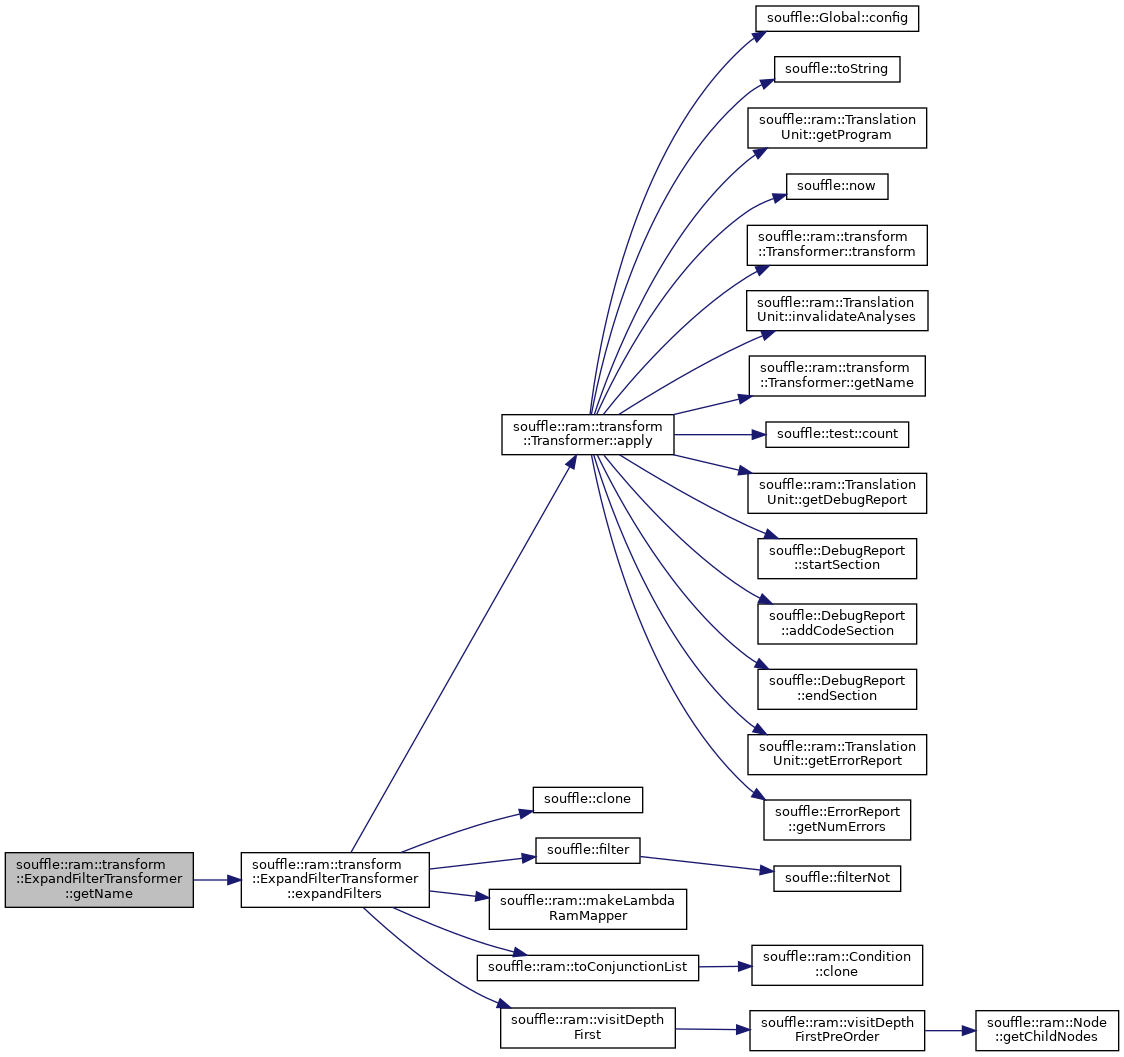 souffle::Global::config
souffle::toString
souffle::ram::Translation
Unit::getProgram
souffle::now
souffle::ram::transform
::Transformer::transform
souffle::ram::Translation
Unit::invalidateAnalyses
souffle::ram::transform
::Transformer::getName
souffle::ram::transform
::Transformer::apply
souffle::test::count
souffle::ram::Translation
Unit::getDebugReport
souffle::DebugReport
::startSection
souffle::DebugReport
::addCodeSection
souffle::DebugReport
::endSection
souffle::ram::Translation
Unit::getErrorReport
souffle::ErrorReport
::getNumErrors
souffle::clone
souffle::filter
souffle::filterNot
souffle::ram::transform
::ExpandFilterTransformer
::getName
souffle::ram::transform
::ExpandFilterTransformer
::expandFilters
souffle::ram::makeLambda
RamMapper
souffle::ram::toConjunctionList
souffle::ram::Condition
::clone
souffle::ram::visitDepth
First
souffle::ram::visitDepth
FirstPreOrder
souffle::ram::Node
::getChildNodes